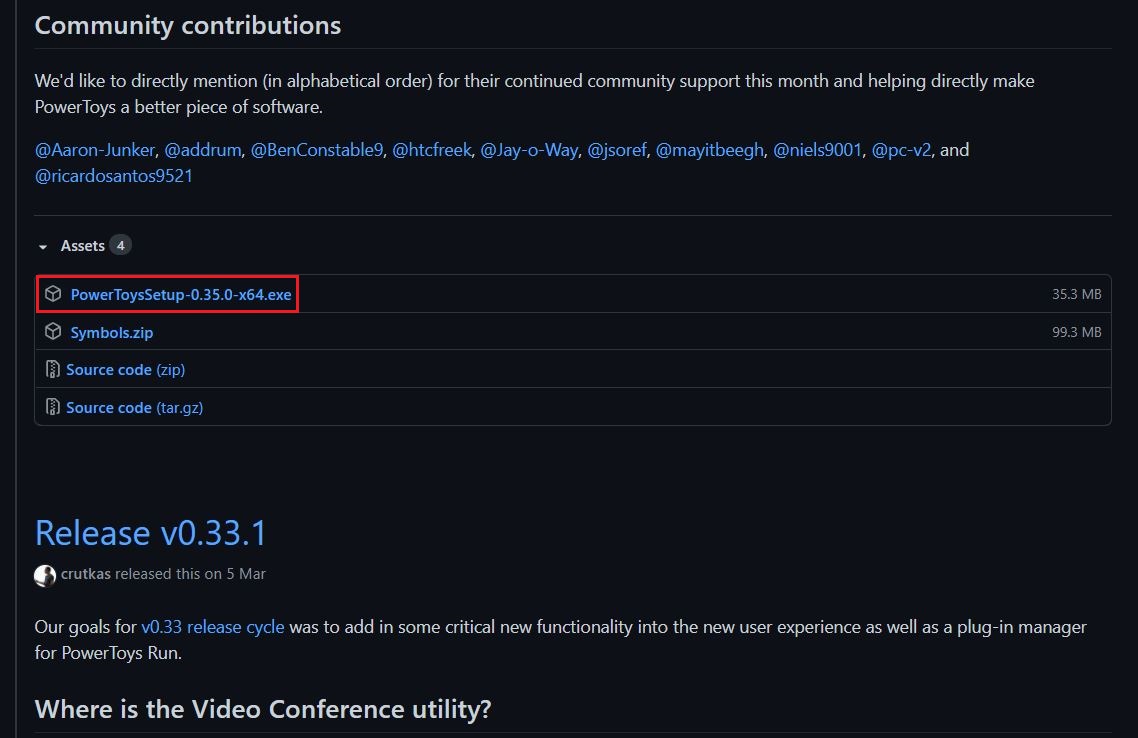 Community contributions
We'd like to directly mention (in alphabetical order) for their continued community support this month and helping directly make
PowerToys a better piece of software.
@Aaron-Junker, @addrum, @BenConstable9, @htcfreek, @Jay-o-Way, @jsoref, @mayitbeegh, @niels9001, @pc-v2, and
@ricardosantos9521
Assets 4
PowerToysSetup-0.35.0-x64.exe 35.3 MB
Symbols.zip 99.3 MB
Source code (zip)
Source code (tar.gz)
Release v0.33.1
crutkas released this on 5 Mar
Our goals for v0.33 release cycle was to add in some critical new functionality into the new user experience as well as a plug-in manager
for PowerToys Run.
Where is the Video Conference utility?